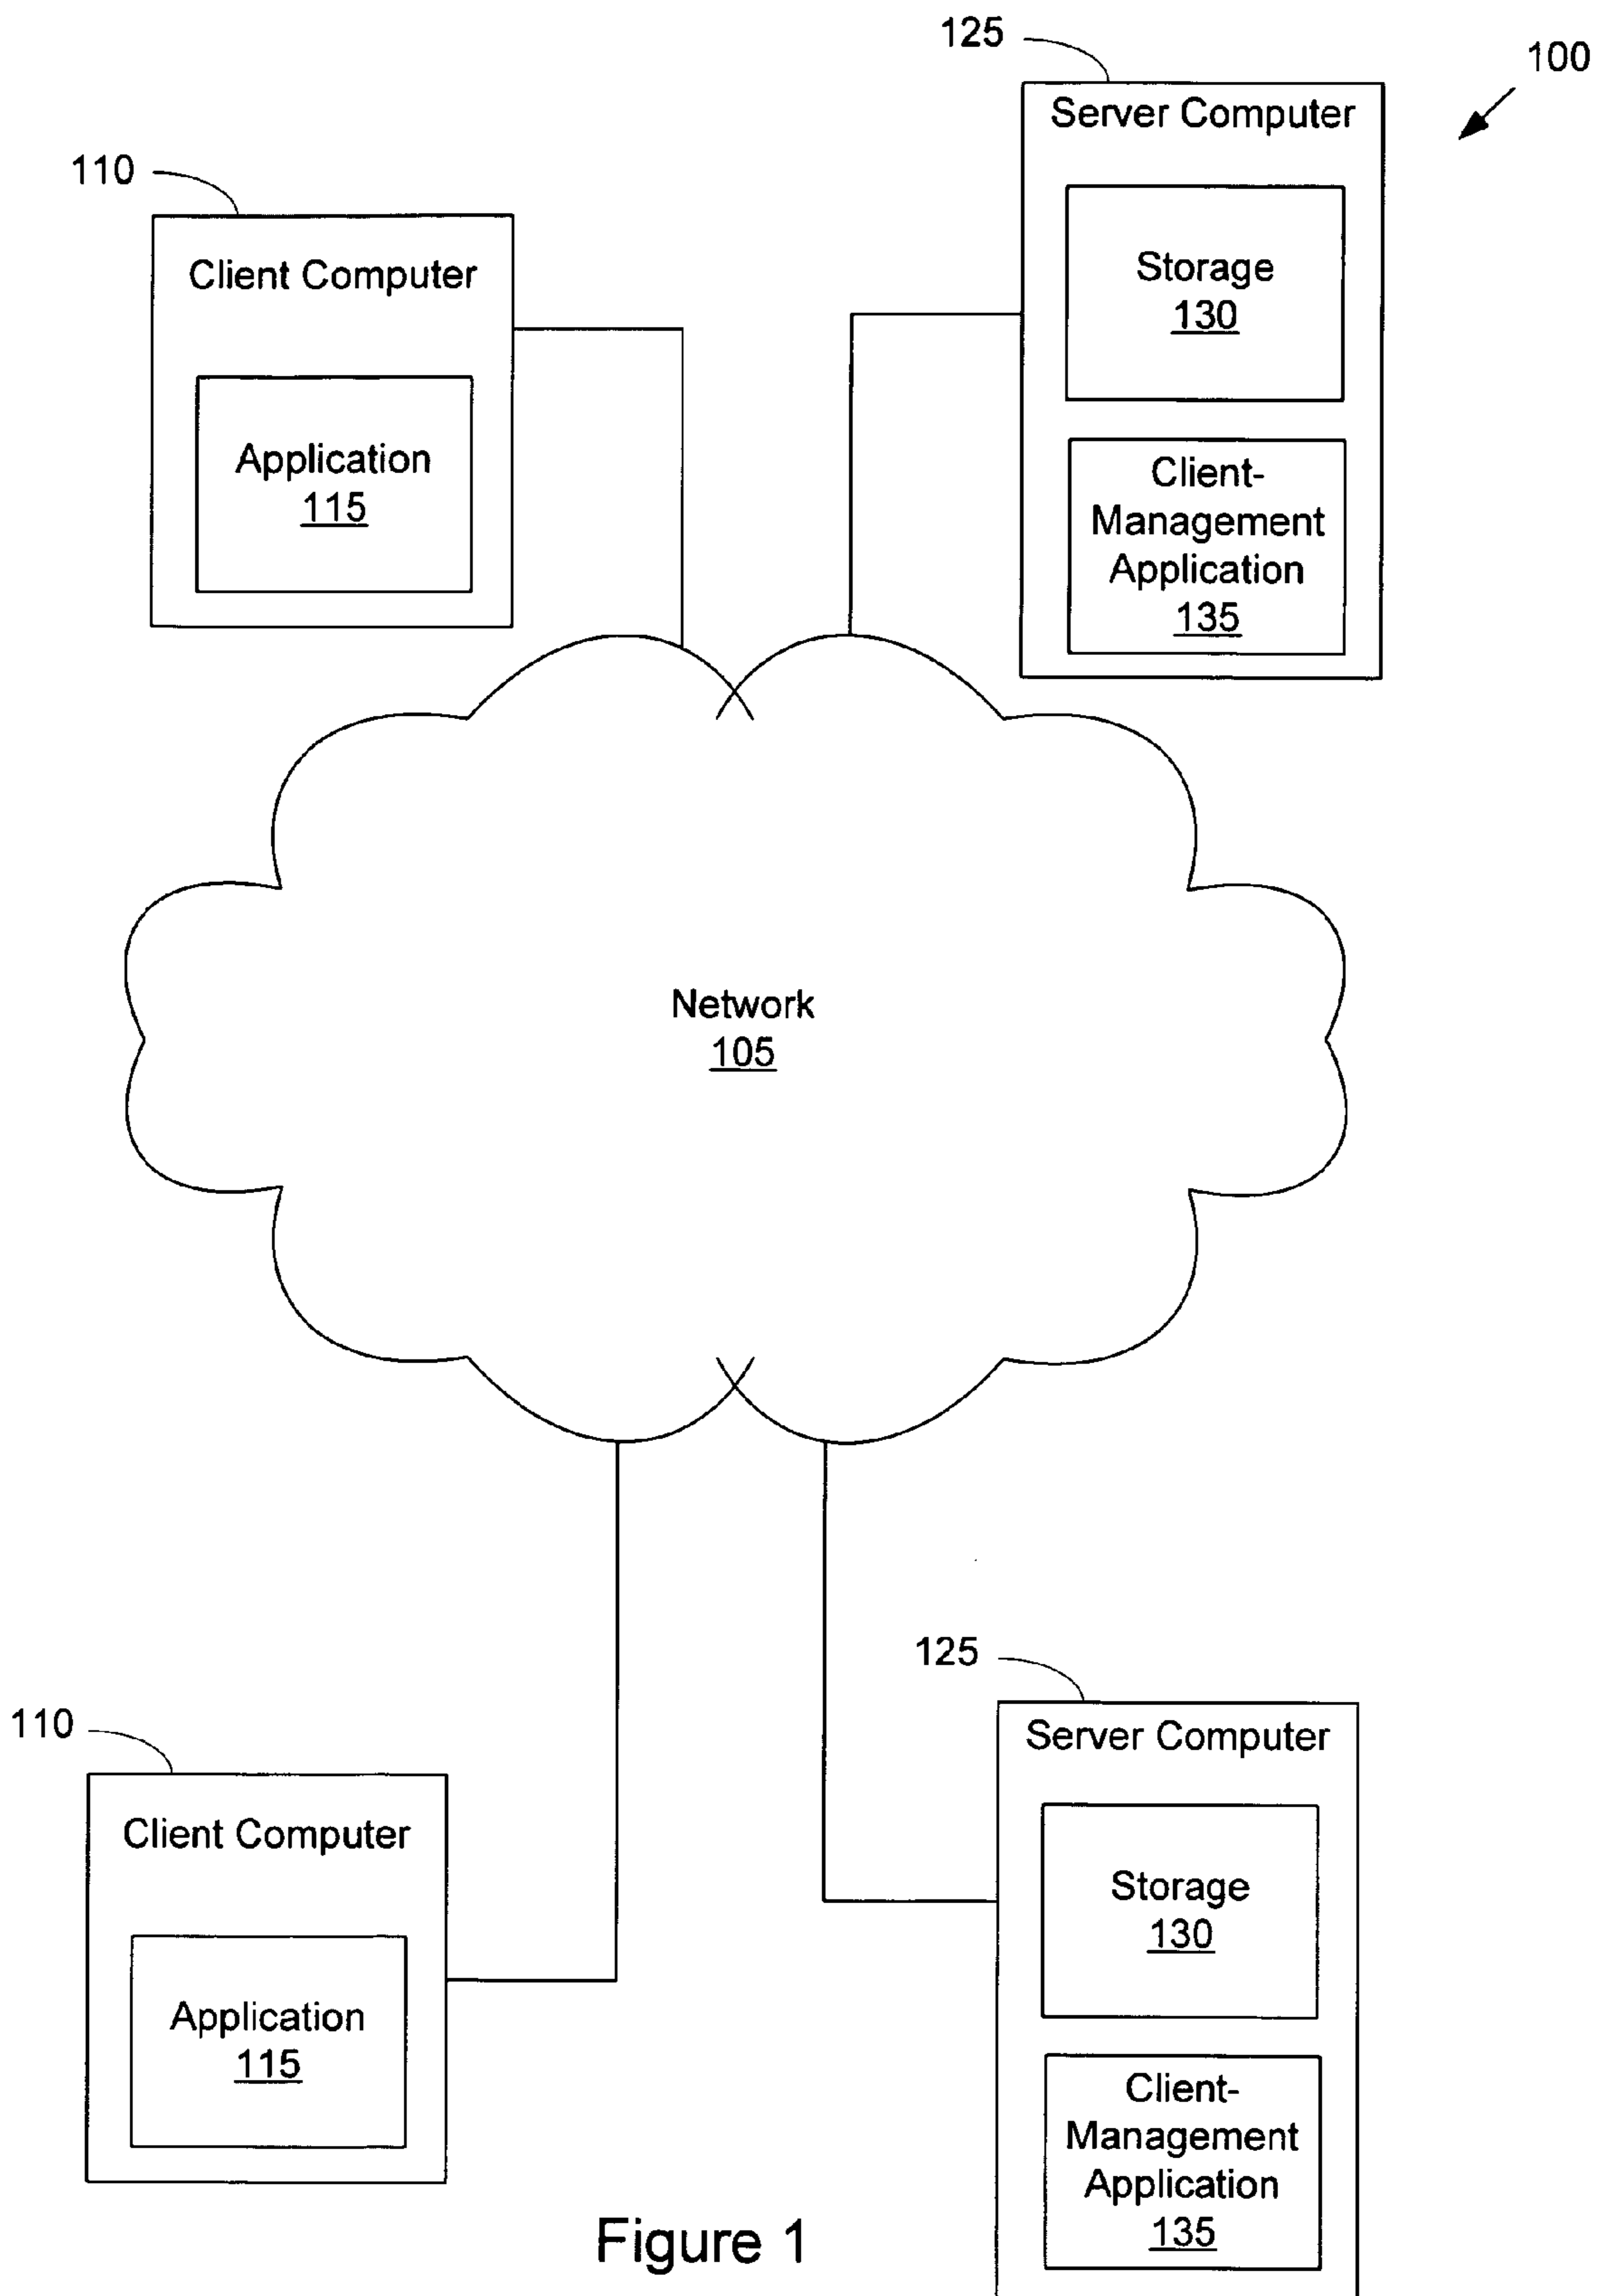 125
100
Server Computer
110
Storage
130
Client Computer
Application
115
Client-
Management
Application
135
Network
105
125
110
Server Computer
Client Computer
Storage
130
Application
115
Client-
Management
Application
135
Figure 1